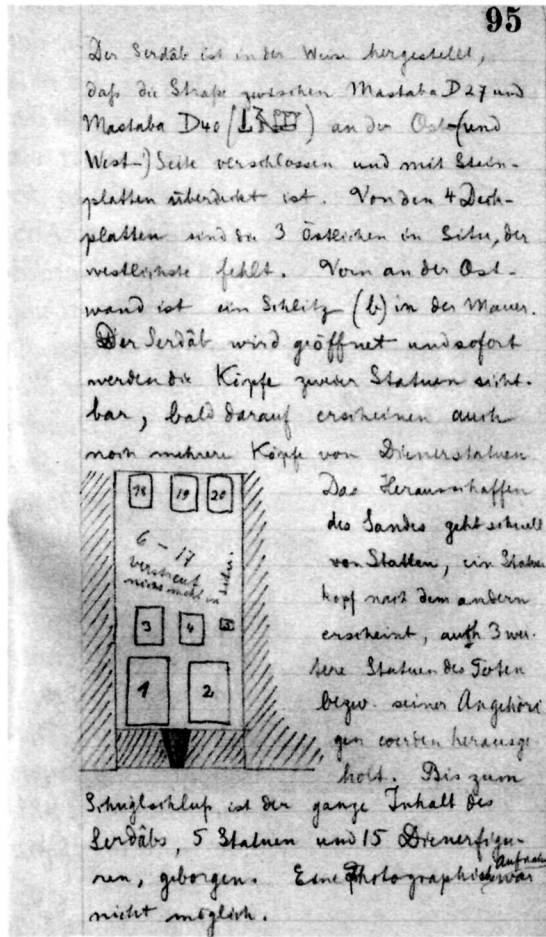 95
Der Serdâb ist in der Weise hergestellt,
daß die Straße zwischen Mastaba D27 und
Mastaba D40 ( ) an der Ost-(und
West-)Seite verschlossen und mit Stein-
platten überdeckt ist. Von den 4 Deck-
platten sind die 3 östlichen in Situ, der
westlichste fehlt. Vorn an der Ost-
wand ist ein Schlitz (b) in der Mauer.
Der Serdâb wird geöffnet und sofort
werden die Köpfe zweier Statuen sicht-
bar, bald darauf erscheinen auch
noch mehrere Köpfe von Dienerstatuen
Das Herausschaffen
des Sandes geht schnell
von Statten, ein Statuen
kopf nach dem andern
erscheint, auch 3 wei-
tere Statuen des Toten
bezw. seiner Angehöri
gen werden herausge
holt. Bis zum
18 19 20
6-17
verstreut
nicht mehr in situ.
3 4 5
1 2
ist der ganze Inhalt des
Serdâbs, 5 Statuen und 15 Dienerfigu-
ren, geborgen. Eine Photographische Aufnahme war
nicht möglich.